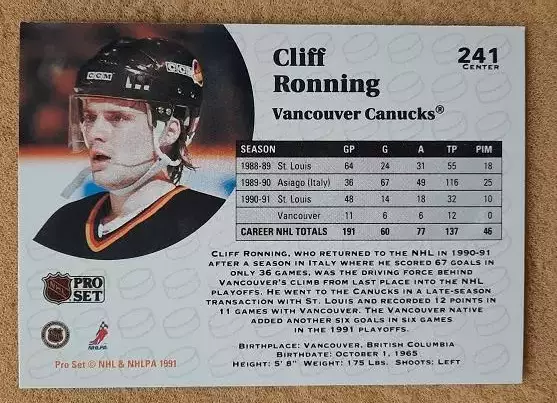 CCM
CCM
Cliff
Ronning
241
CENTER
Vancouver Canucks®
SEASON GP G A TP PIM
1988-89 St. Louis 64 24 31 55 18
1989-90 Asiago (Italy) 36 67 49 116 25
1990-91 St. Louis 48 14 18 32 10
Vancouver 11 6 6 12 0
CAREER NHL TOTALS 191 60 77 137 46
CLIFF RONNING, WHO RETURNED TO THE NHL IN 1990-91
AFTER A SEASON IN ITALY WHERE HE SCORED 67 GOALS IN
ONLY 36 GAMES, WAS THE DRIVING FORCE BEHIND
VANCOUVER'S CLIMB FROM LAST PLACE INTO THE NHL
PLAYOFFS. HE WENT TO THE CANUCKS IN A LATE-SEASON
TRANSACTION WITH ST. LOUIS AND RECORDED 12 POINTS IN
11 GAMES WITH VANCOUVER. THE VANCOUVER NATIVE
ADDED ANOTHER SIX GOALS IN SIX GAMES
IN THE 1991 PLAYOFFS.
BIRTHPLACE: VANCOUVER, BRITISH COLUMBIA
BIRTHDATE: OCTOBER 1, 1965
HEIGHT: 5' 8" WEIGHT: 175 LBS. SHOOTS: LEFT
NHL
PRO
SET
NHL
NHLPA
Pro Set © NHL & NHLPA 1991